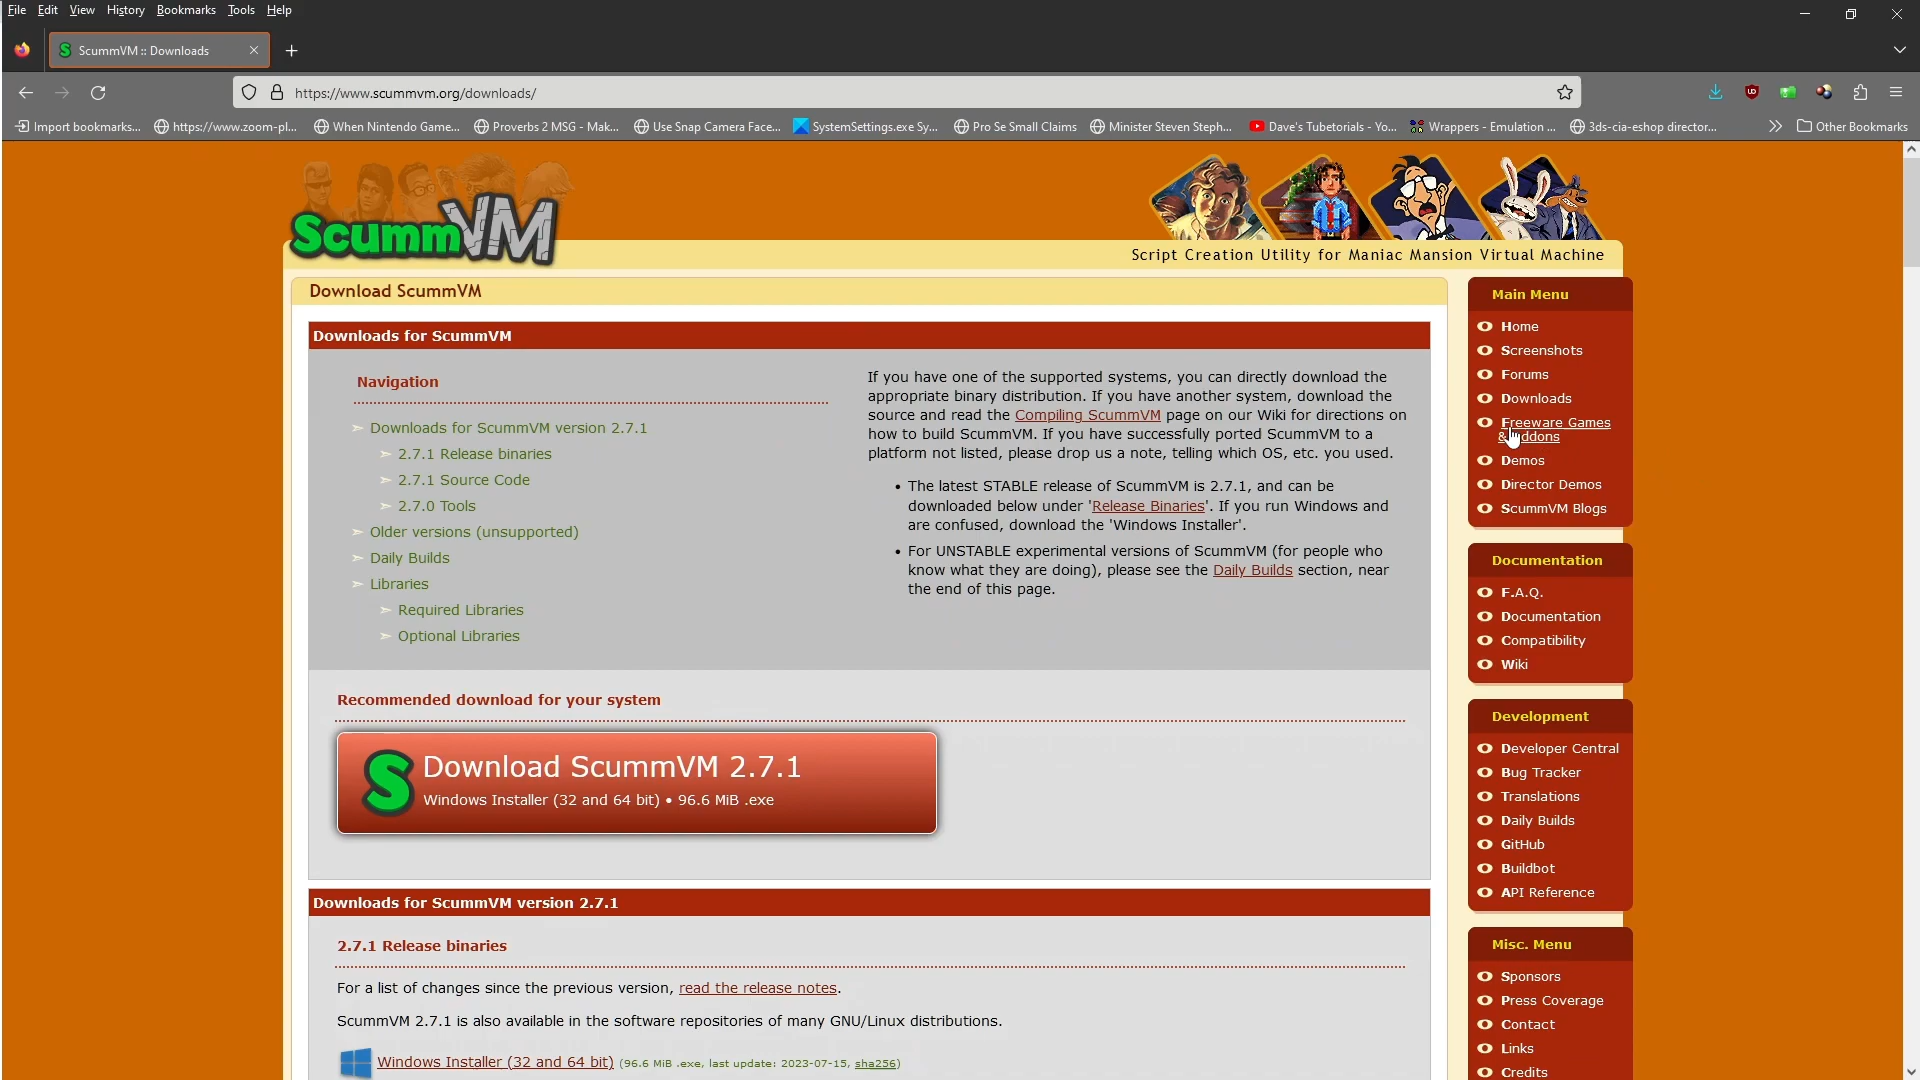 File Edit View History Bookmarks Tools Help
ScummVM :: Downloads
https://www.scummvm.org/downloads/
Import bookmarks... https://www.zoom-pl... When Nintendo Game... Proverbs 2 MSG - Mak... Use Snap Camera Face... SystemSettings.exe Sy... Pro Se Small Claims Minister Steven Steph... Dave's Tubetorials - Yo... Wrappers - Emulation ... 3ds-cia-eshop director... Other Bookmarks
ScummVM
Script Creation Utility for Maniac Mansion Virtual Machine
Download ScummVM
Downloads for ScummVM
Navigation
Downloads for ScummVM version 2.7.1
2.7.1 Release binaries
2.7.1 Source Code
2.7.0 Tools
Older versions (unsupported)
Daily Builds
Libraries
Required Libraries
Optional Libraries
If you have one of the supported systems, you can directly download the
appropriate binary distribution. If you have another system, download the
source and read the Compiling ScummVM page on our Wiki for directions on
how to build ScummVM. If you have successfully ported ScummVM to a
platform not listed, please drop us a note, telling which OS, etc. you used.
• The latest STABLE release of ScummVM is 2.7.1, and can be
downloaded below under 'Release Binaries'. If you run Windows and
are confused, download the 'Windows Installer'.
• For UNSTABLE experimental versions of ScummVM (for people who
know what they are doing), please see the Daily Builds section, near
the end of this page.
Recommended download for your system
Download ScummVM 2.7.1
Windows Installer (32 and 64 bit) • 96.6 MiB .exe
Downloads for ScummVM version 2.7.1
2.7.1 Release binaries
For a list of changes since the previous version, read the release notes.
ScummVM 2.7.1 is also available in the software repositories of many GNU/Linux distributions.
Windows Installer (32 and 64 bit) (96.6 MiB .exe, last update: 2023-07-15, sha256)
Main Menu
Home
Screenshots
Forums
Downloads
Freeware Games
& Addons
Demos
Director Demos
ScummVM Blogs
Documentation
F.A.Q.
Documentation
Compatibility
Wiki
Development
Developer Central
Bug Tracker
Translations
Daily Builds
GitHub
Buildbot
API Reference
Misc. Menu
Sponsors
Press Coverage
Contact
Links
Credits